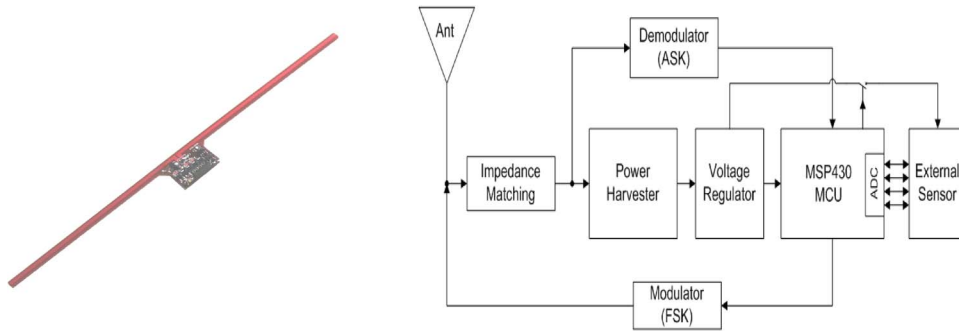 Ant
Demodulator
(ASK)
Impedance
Matching
Power
Harvester
Voltage
Regulator
MSP430
MCU
ADC
External
Sensor
Modulator
(FSK)